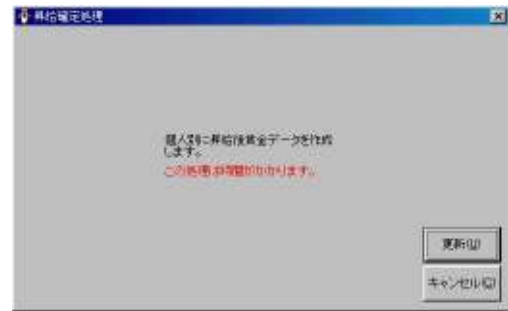 昇給確定処理
個人別に昇給後賃金データを作成
します。
この処理は時間がかかります。
更新(U)
キャンセル(C)